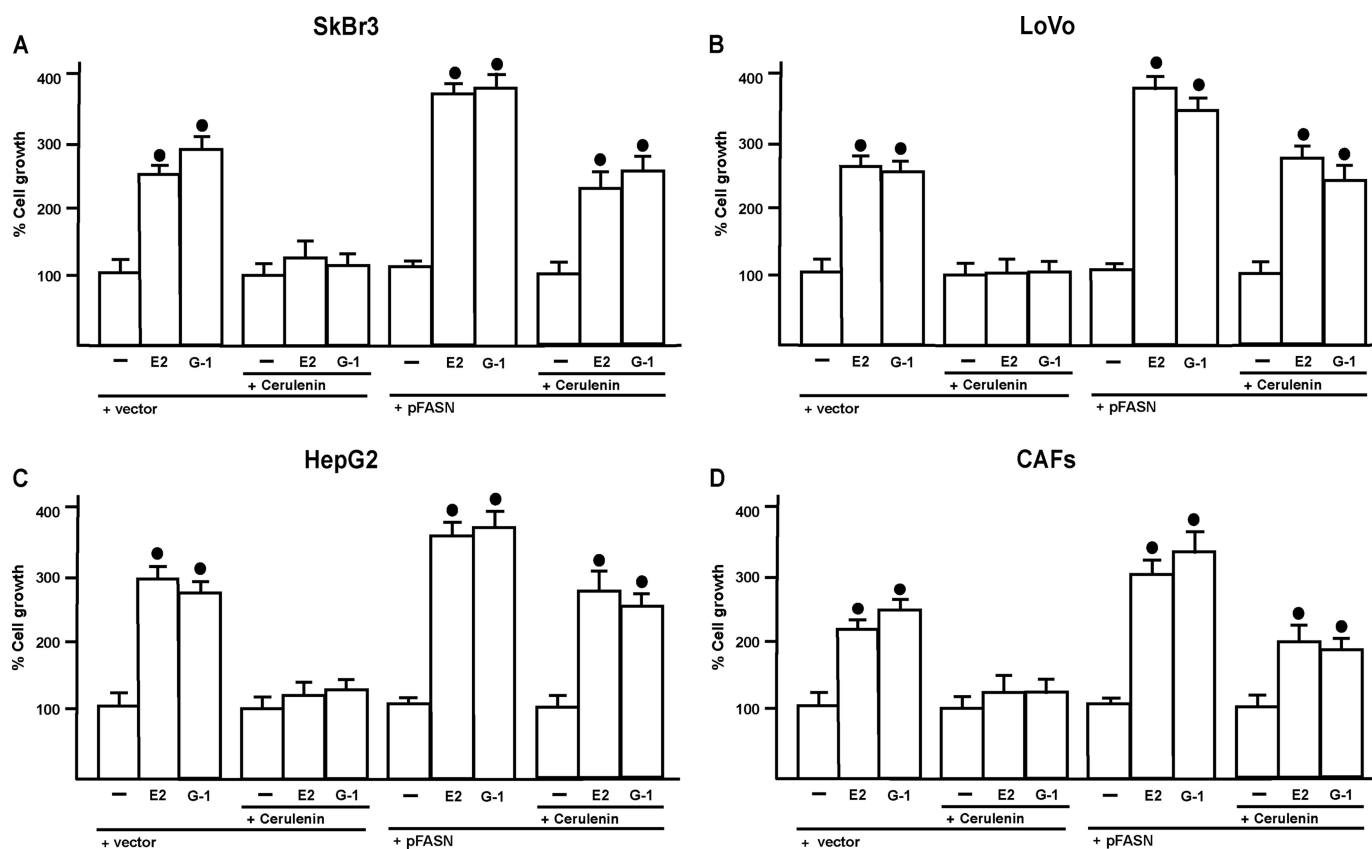 SkBr3
A
% Cell growth
400
300
200
100
– E2 G-1 – E2 G-1 – E2 G-1 – E2 G-1
+ Cerulenin + Cerulenin
+ vector + pFASN
LoVo
B
% Cell growth
400
300
200
100
– E2 G-1 – E2 G-1 – E2 G-1 – E2 G-1
+ Cerulenin + Cerulenin
+ vector + pFASN
HepG2
C
% Cell growth
400
300
200
100
– E2 G-1 – E2 G-1 – E2 G-1 – E2 G-1
+ Cerulenin + Cerulenin
+ vector + pFASN
CAFs
D
% Cell growth
400
300
200
100
– E2 G-1 – E2 G-1 – E2 G-1 – E2 G-1
+ Cerulenin + Cerulenin
+ vector + pFASN